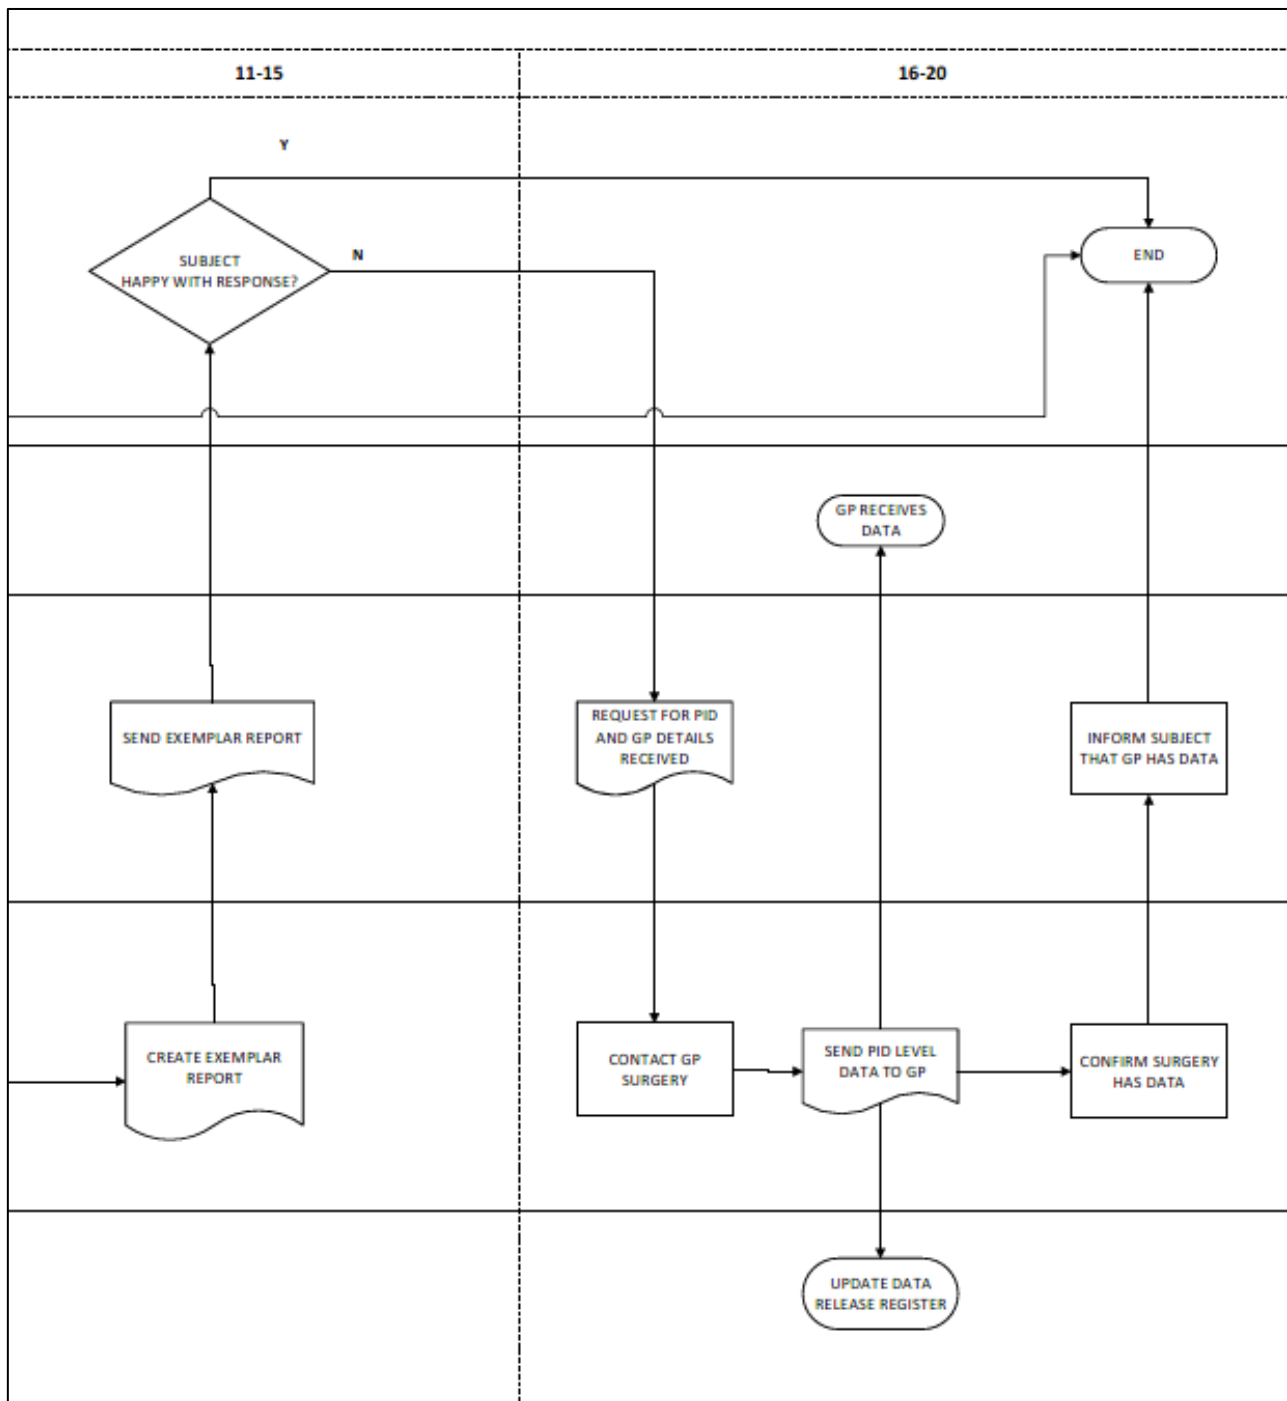 11-15
16-20
Y
SUBJECT
HAPPY WITH RESPONSE?
N
END
GP RECEIVES
DATA
SEND EXEMPLAR REPORT
REQUEST FOR PID
AND GP DETAILS
RECEIVED
INFORM SUBJECT
THAT GP HAS DATA
CREATE EXEMPLAR
REPORT
CONTACT GP
SURGERY
SEND PID LEVEL
DATA TO GP
CONFIRM SURGERY
HAS DATA
UPDATE DATA
RELEASE REGISTER